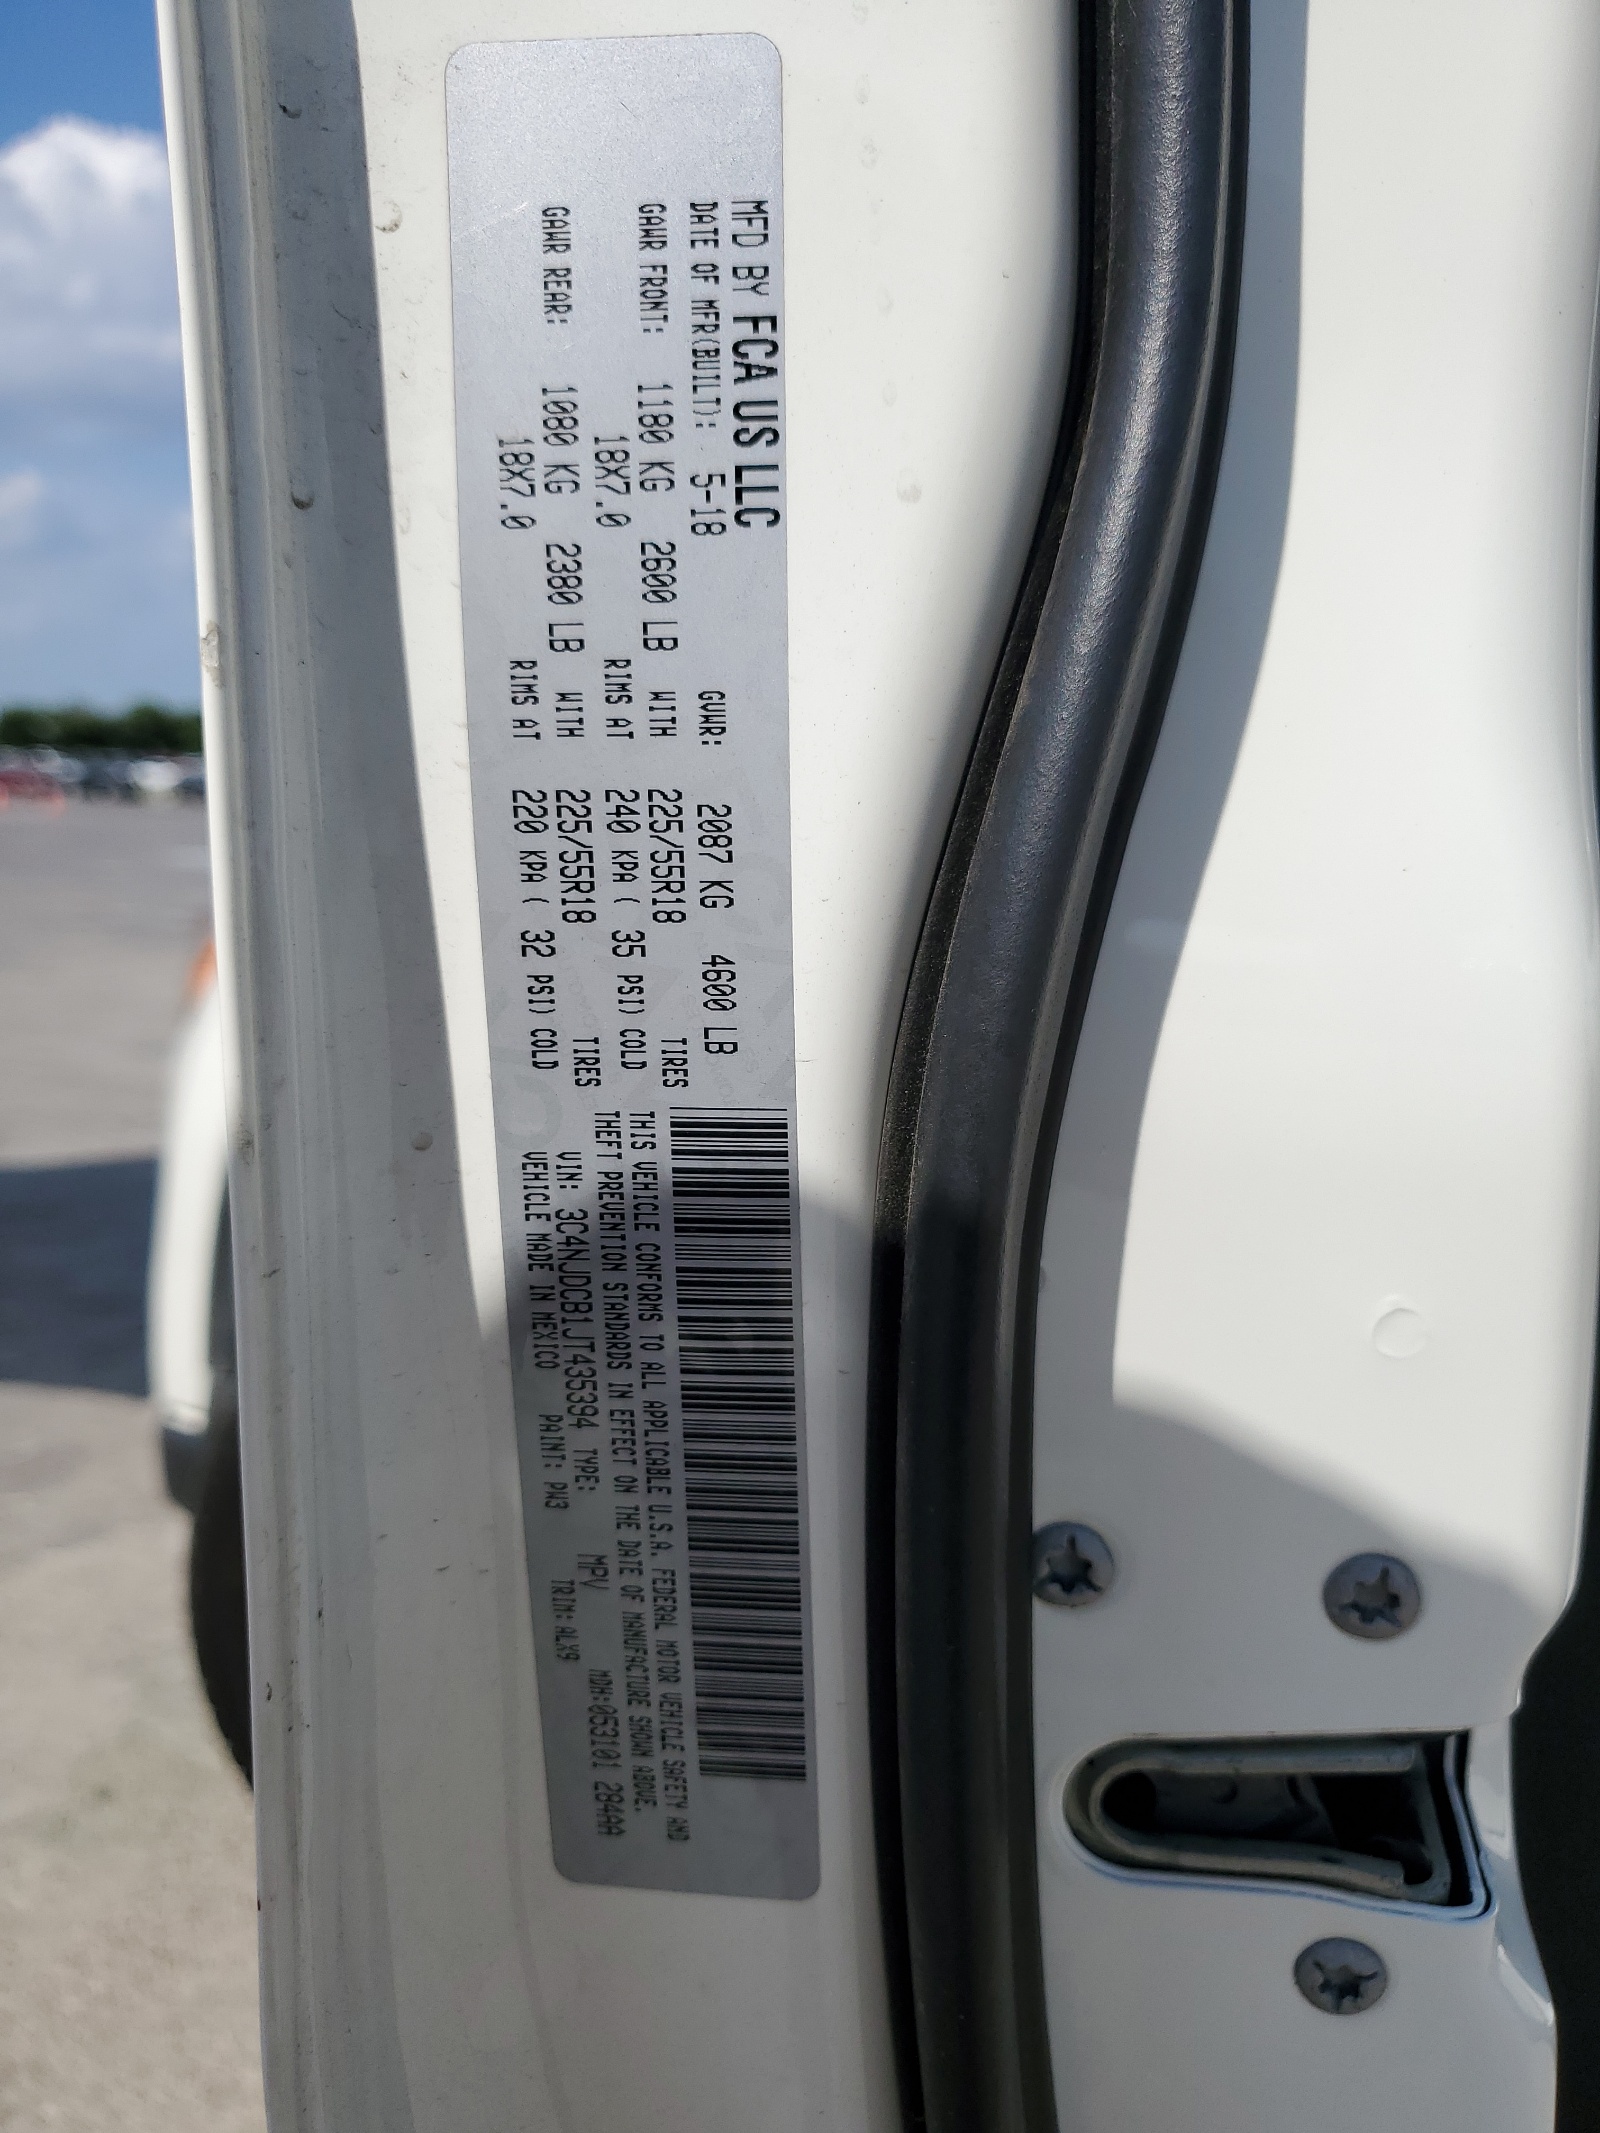 MFD BY FCA US LLC
DATE OF MFR(BUILT): 5-18 GVWR: 2087 KG 4600 LB
GAWR FRONT: 1180 KG 2600 LB WITH 225/55R18 TIRES
18X7.0 RIMS AT 240 KPA ( 35 PSI) COLD
GAWR REAR: 1080 KG 2380 LB WITH 225/55R18 TIRES
18X7.0 RIMS AT 220 KPA ( 32 PSI) COLD
THIS VEHICLE CONFORMS TO ALL APPLICABLE U.S.A. FEDERAL MOTOR VEHICLE SAFETY AND
THEFT PREVENTION STANDARDS IN EFFECT ON THE DATE OF MANUFACTURE SHOWN ABOVE.
VIN: 3C4NJDCB1JT435394 TYPE: MPV MDH:053101 284AA
VEHICLE MADE IN MEXICO PAINT: PW3 TRIM:ALX9